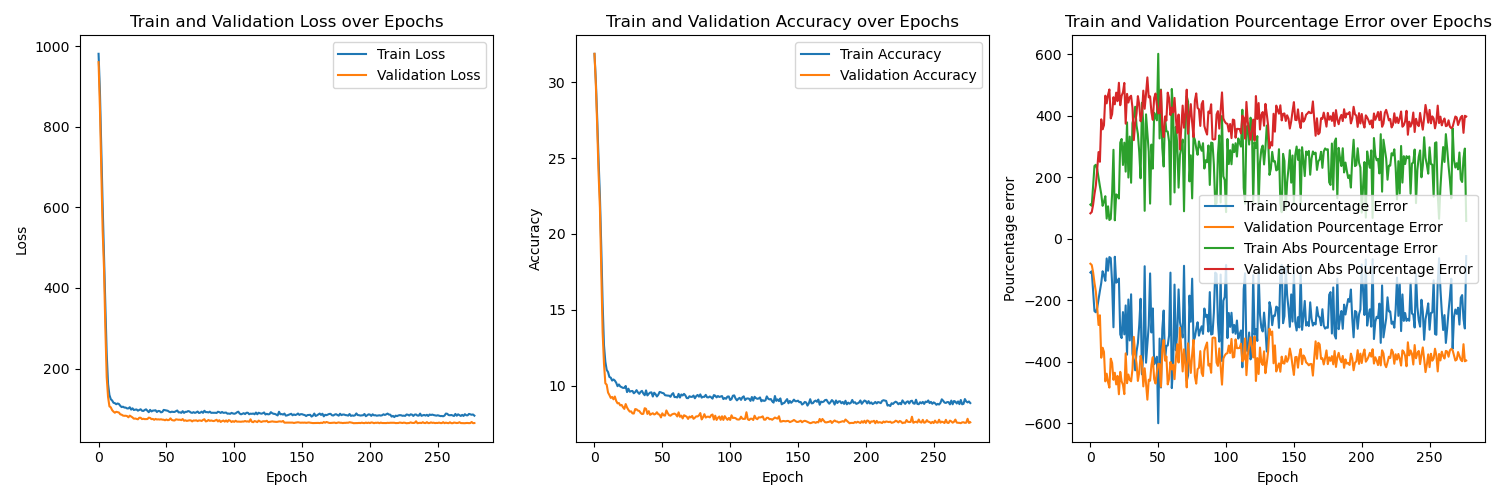 Train and Validation Loss over Epochs
1000
800
600
400
200
0
50
100
150
200
250
Loss
Epoch
Train Loss
Validation Loss
Train and Validation Accuracy over Epochs
30
25
20
15
10
0
50
100
150
200
250
Accuracy
Epoch
Train Accuracy
Validation Accuracy
Train and Validation Pourcentage Error over Epochs
600
400
200
0
−200
−400
−600
0
50
100
150
200
250
Pourcentage error
Epoch
Train Pourcentage Error
Validation Pourcentage Error
Train Abs Pourcentage Error
Validation Abs Pourcentage Error